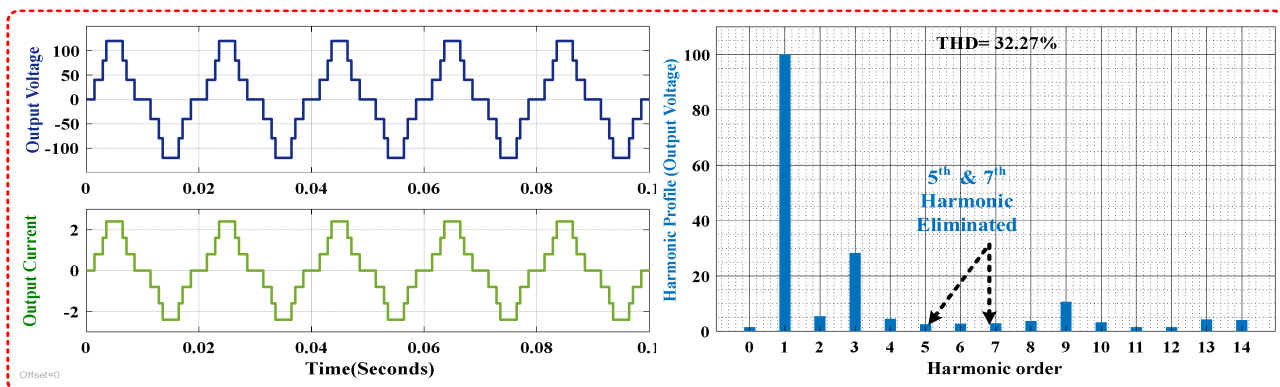 Output Voltage
100
50
0
-50
-100
0 0.02 0.04 0.06 0.08 0.1
Output Current
2
0
-2
0 0.02 0.04 0.06 0.08 0.1
Time(Seconds)
Offset=0
Harmonic Profile (Output Voltage)
THD= 32.27%
100
80
60
40
20
0
5th & 7th
Harmonic
Eliminated
0 1 2 3 4 5 6 7 8 9 10 11 12 13 14
Harmonic order